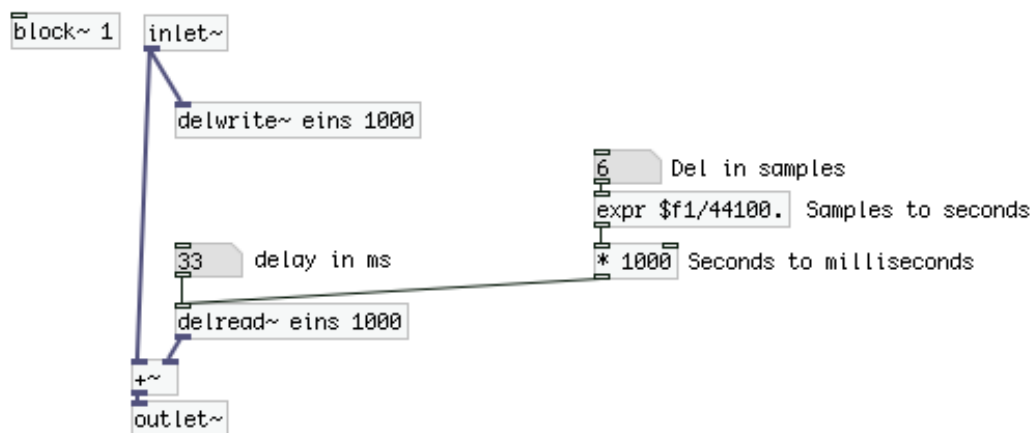 block~ 1
inlet~
delwrite~ eins 1000
6 Del in samples
expr $f1/44100. Samples to seconds
33 delay in ms
* 1000 Seconds to milliseconds
delread~ eins 1000
+~
outlet~